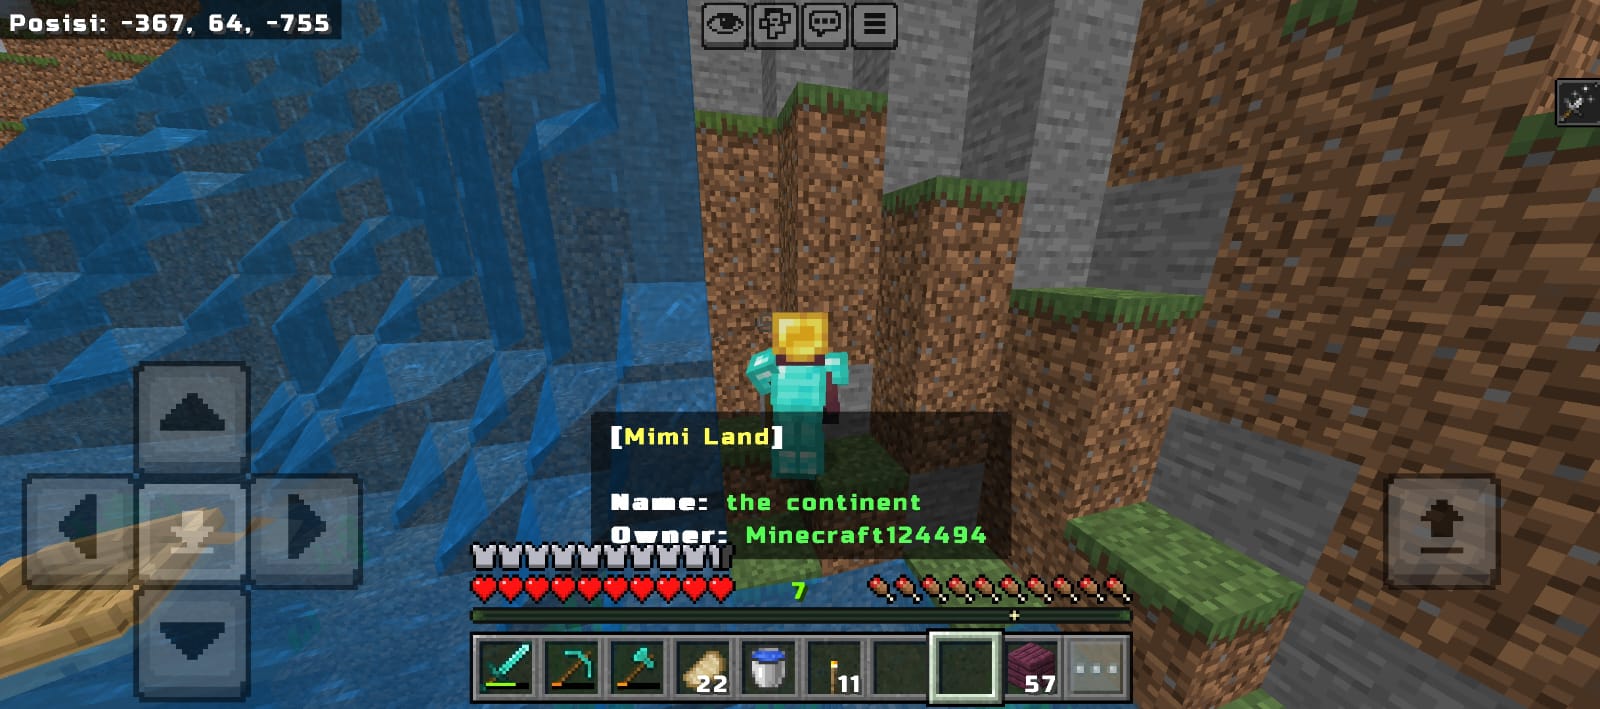 Posisi: -367, 64, -755
[Mimi Land]
Name: the continent
Owner: Minecraft124494
7
22
11
57